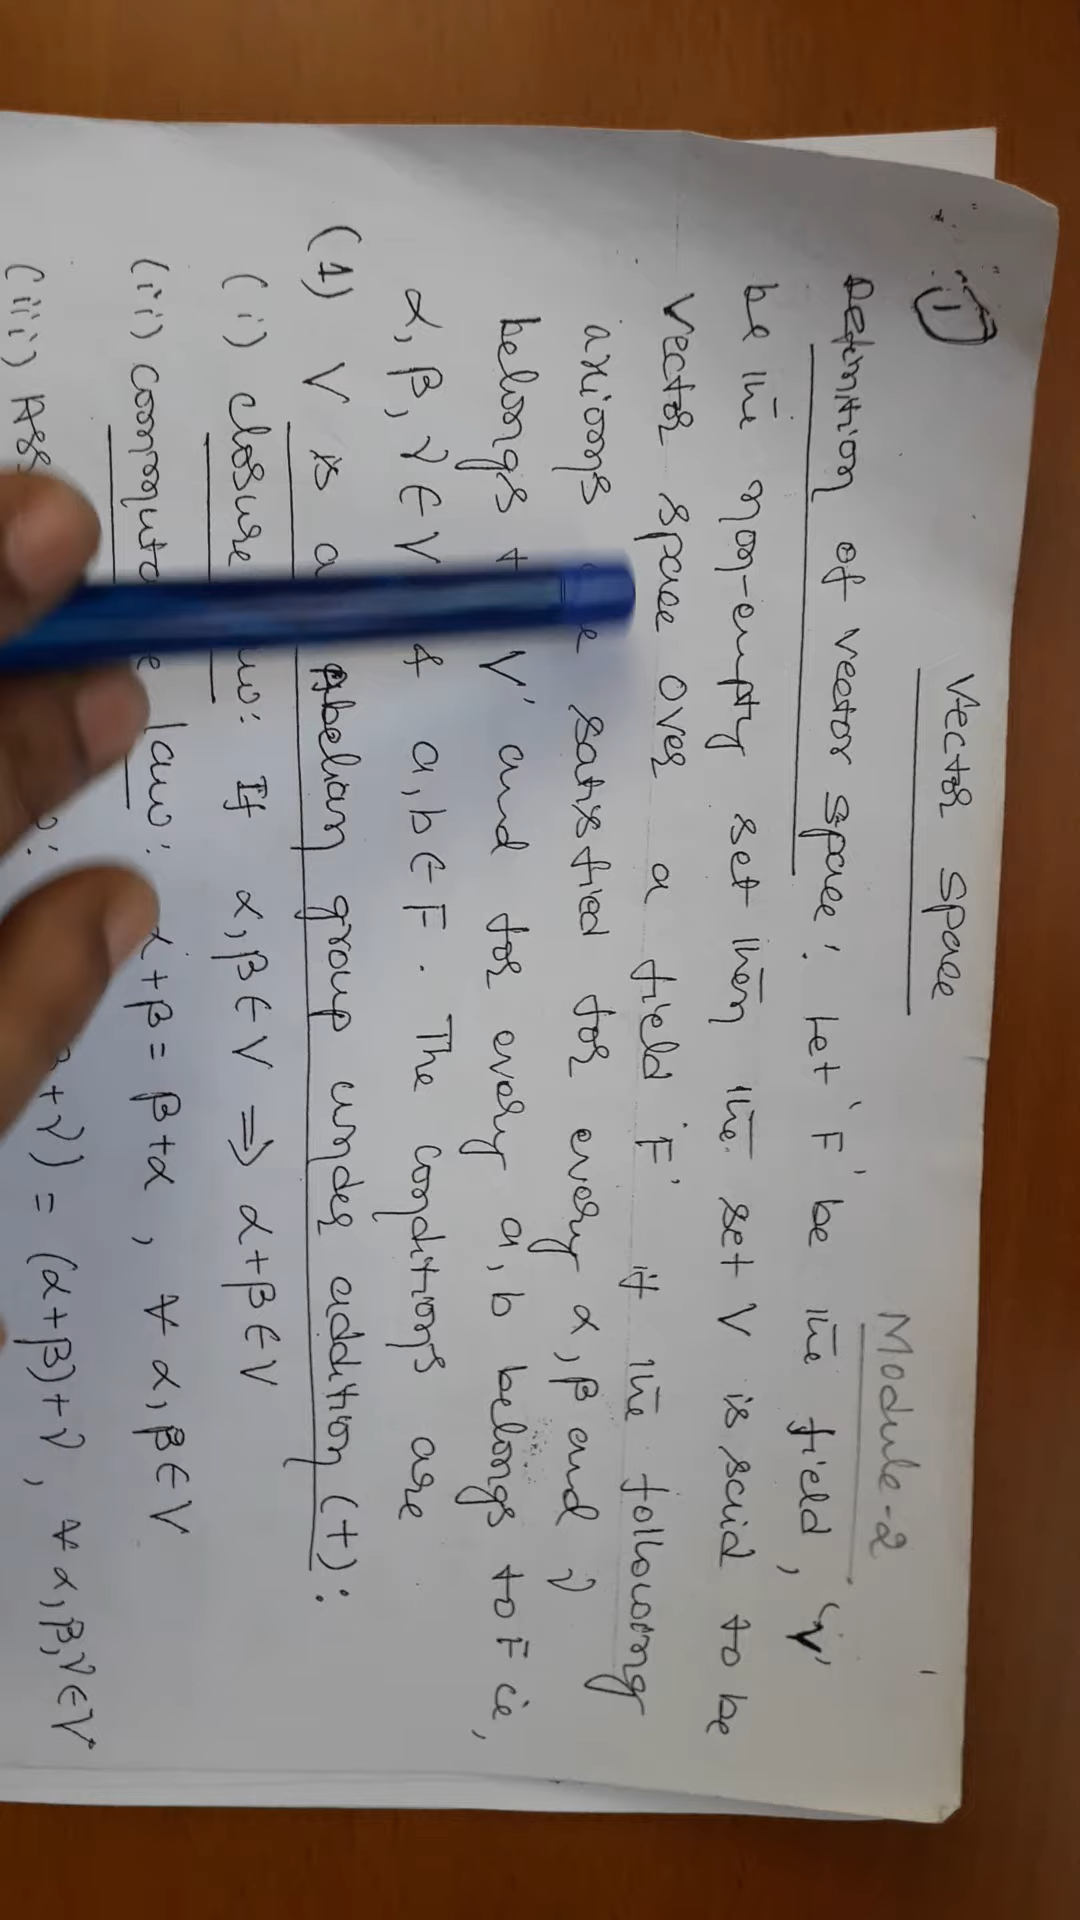 1
Vector space
Module-2
Definition of vector space: Let 'F' be the field, 'V'
be the non-empty set then the set V is said to be
vector space over a field 'F' if the following
axioms satisfied for every α, β and γ
belongs V' and for every a, b belongs to F ie,
α, β, γ ∈ V & a, b ∈ F. The conditions are
(1) V is a Abelian group under addition (+):
(i) closure : If α, β ∈ V ⇒ α+β ∈ V
(ii) law: α+β = β+α, ∀ α, β ∈ V
(iii) +γ) = (α+β)+γ, ∀ α, β, γ ∈ V